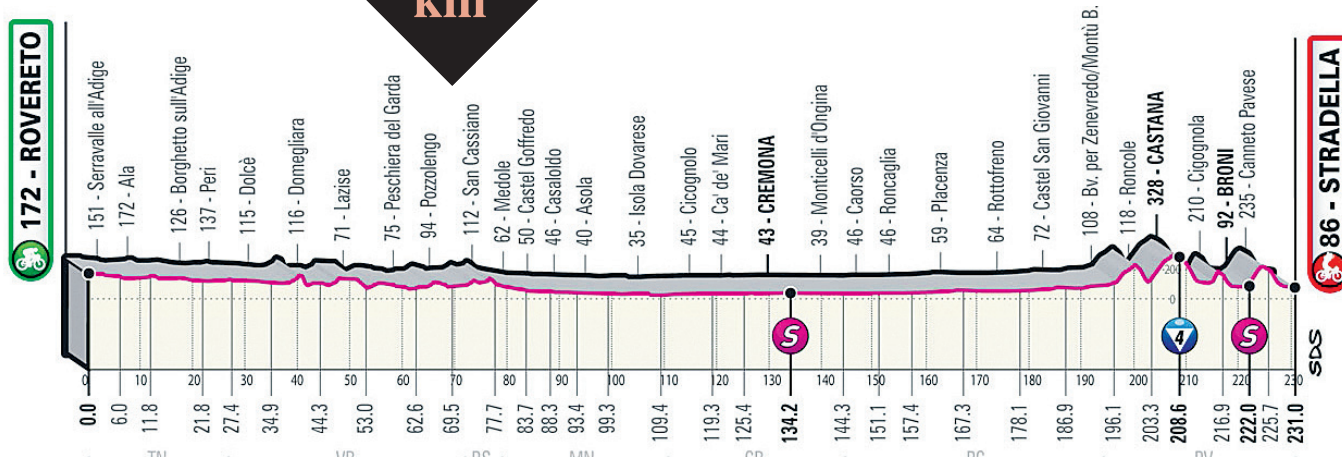 km
172 - ROVERETO
151 - Serravalle all'Adige
172 - Ala
126 - Borghetto sull'Adige
137 - Peri
115 - Dolcè
116 - Domegliara
71 - Lazise
75 - Peschiera del Garda
94 - Pozzolengo
112 - San Cassiano
62 - Medole
50 - Castel Goffredo
46 - Casaloldo
40 - Asola
35 - Isola Dovarese
45 - Cicognolo
44 - Ca' de' Mari
43 - CREMONA
39 - Monticelli d'Ongina
46 - Caorso
46 - Roncaglia
59 - Piacenza
64 - Rottofreno
72 - Castel San Giovanni
108 - Bv. per Zenevredo/Montù B.
118 - Roncole
328 - CASTANA
210 - Cigognola
92 - BRONI
235 - Canneto Pavese
86 - STRADELLA
200
0
S
4
S
SDS
0 10 20 30 40 50 60 70 80 90 100 110 120 130 140 150 160 170 180 190 200 210 220 230
0.0 6.0 11.8 21.8 27.4 34.9 44.3 53.0 62.6 69.5 77.7 83.7 88.3 93.4 99.3 109.4 119.3 125.4 134.2 144.3 151.1 157.4 167.3 178.1 186.9 196.1 203.3 208.6 216.9 222.0 225.7 231.0